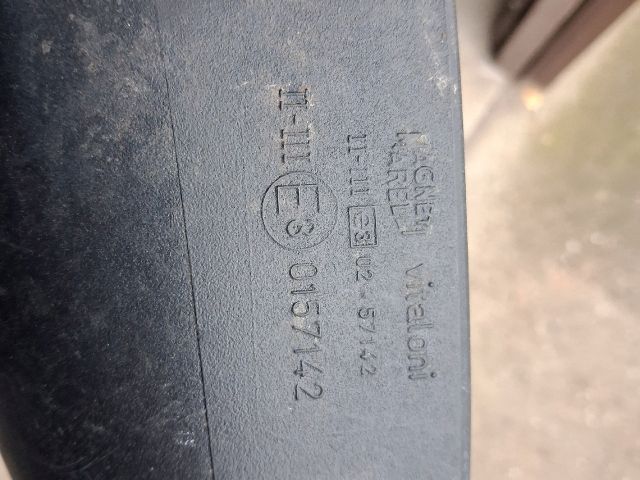 MAGNETI
MARELLI vitaloni
II-III e3 02·57142
II-III E3 0157142